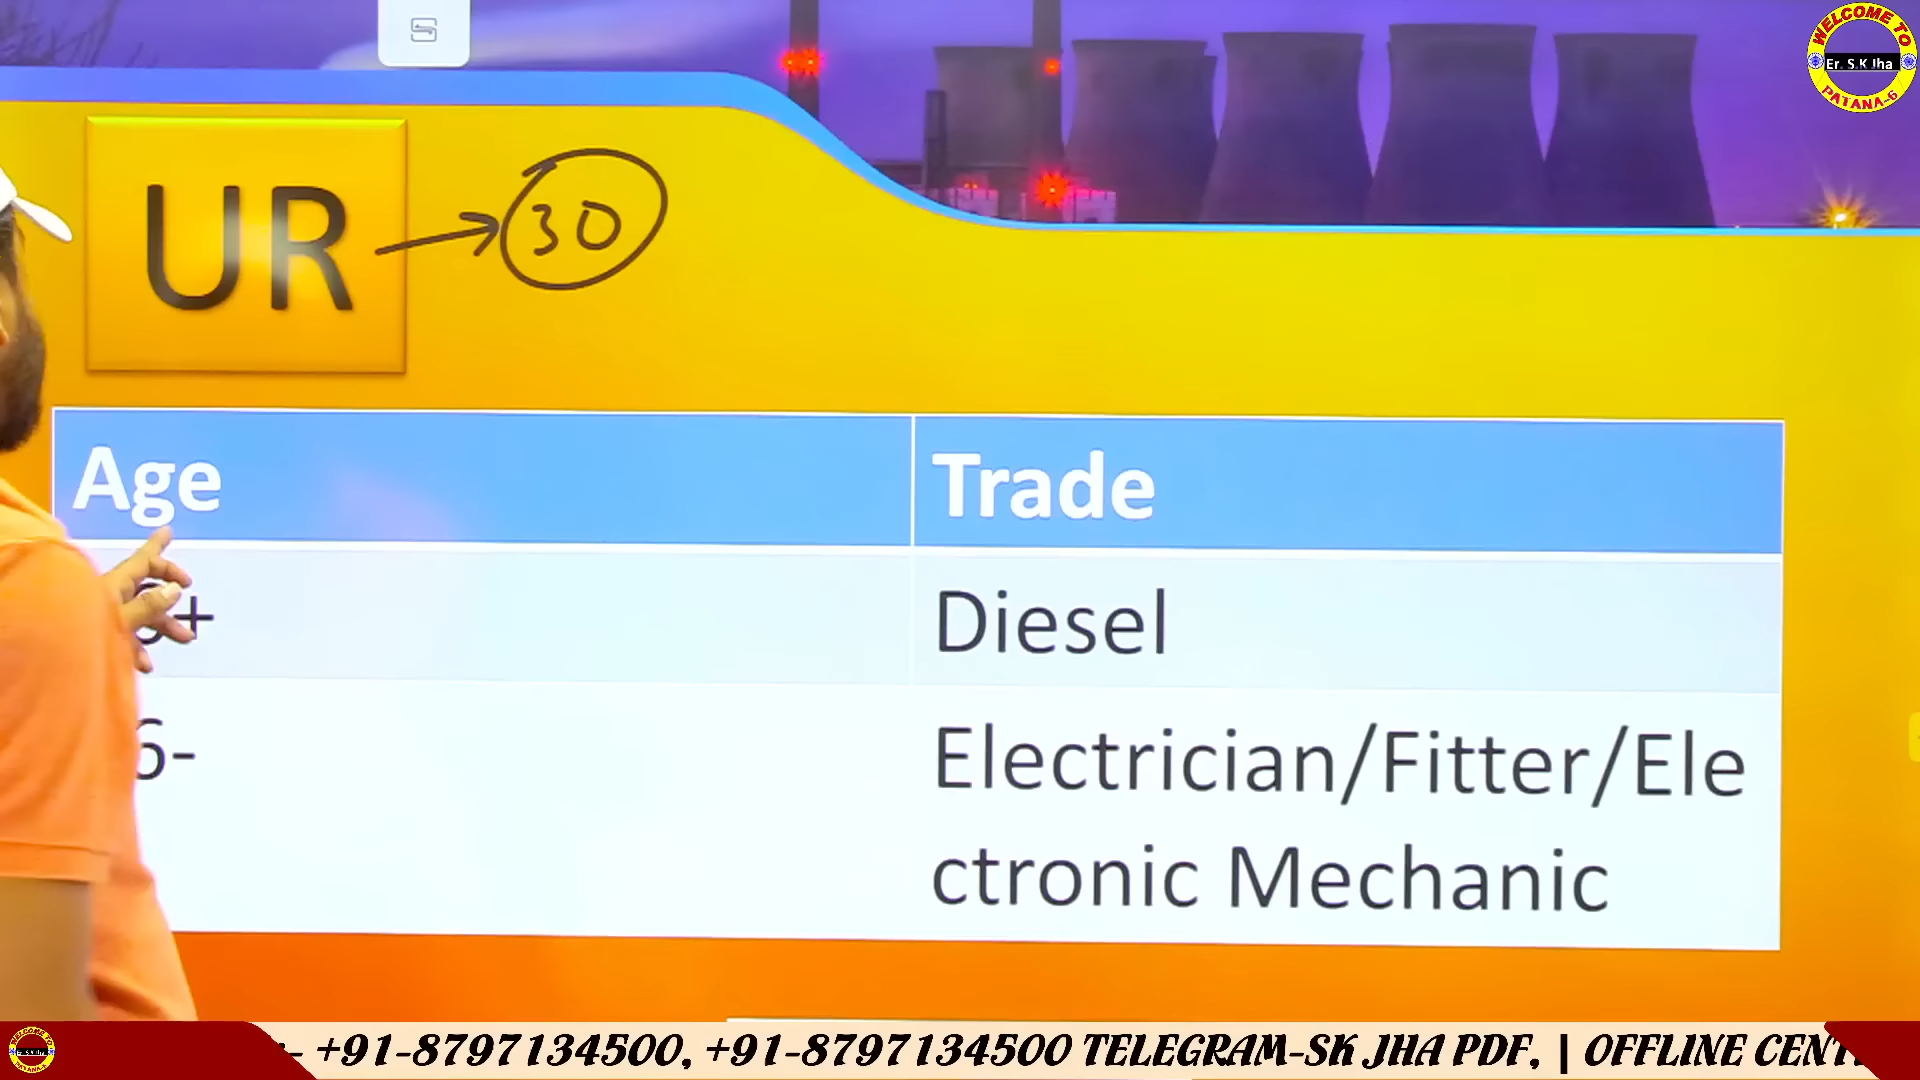 WELCOME TO
Er. S.K Jha
PATANA-6
UR
30
Age
Trade
+
Diesel
6-
Electrician/Fitter/Ele
ctronic Mechanic
:- +91-8797134500, +91-8797134500 TELEGRAM-SK JHA PDF, | OFFLINE